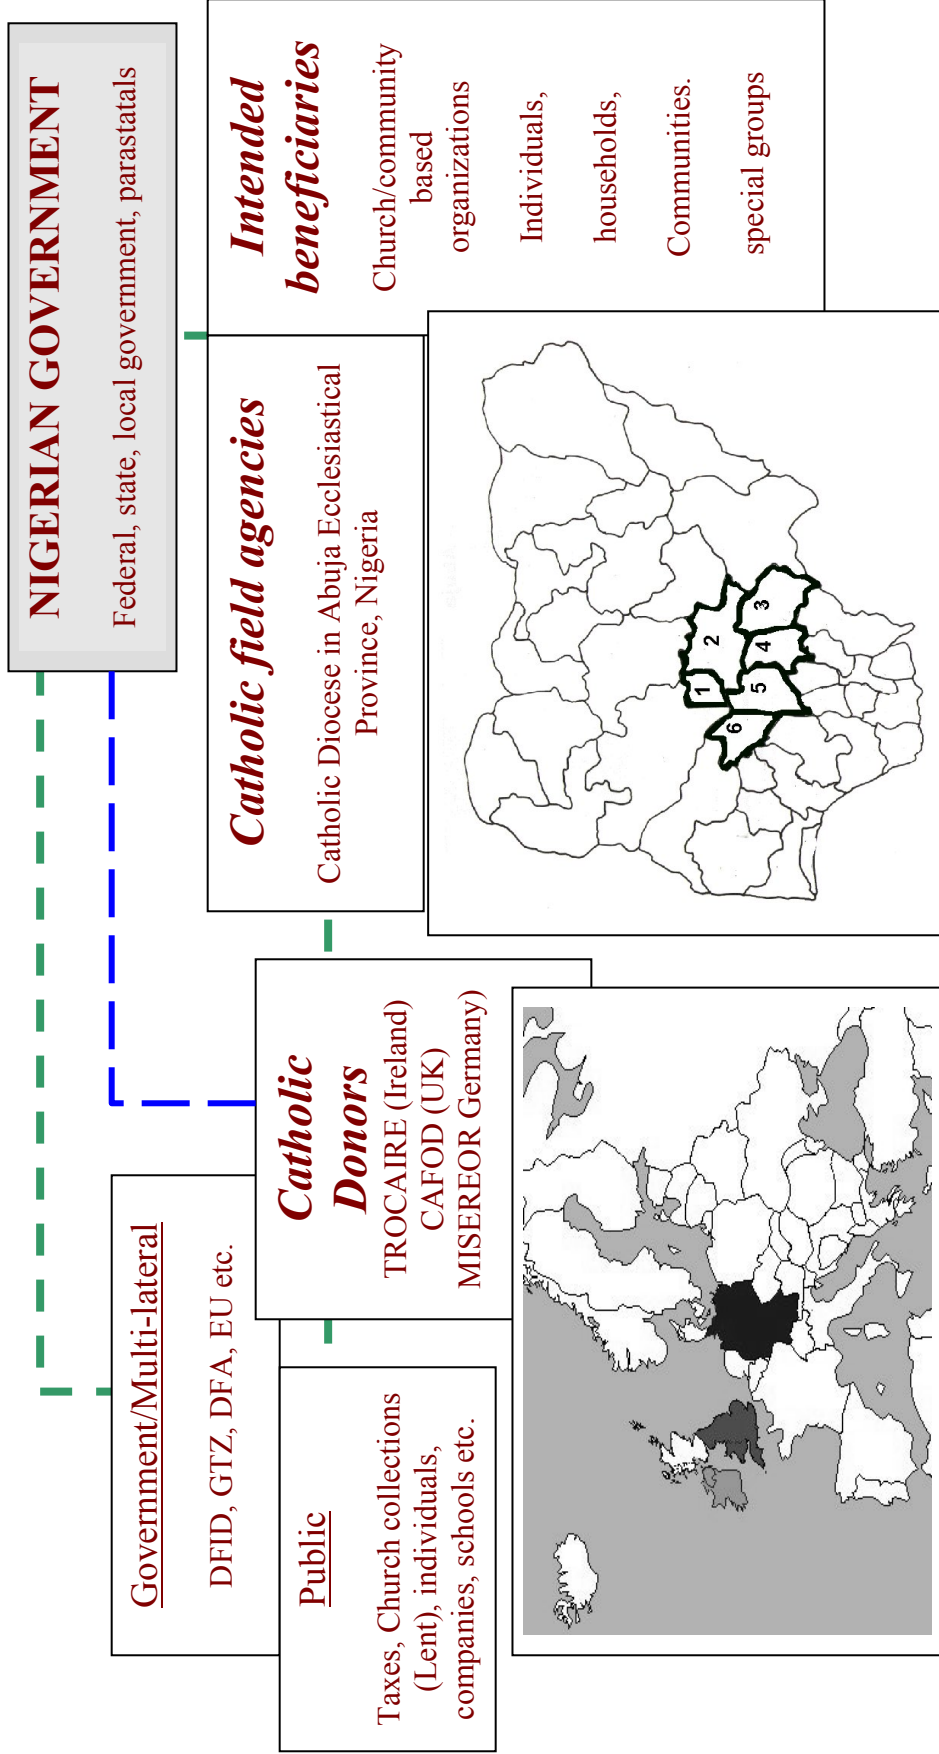 NIGERIAN GOVERNMENT
Federal, state, local government, parastatals
Government/Multi-lateral
DFID, GTZ, DFA, EU etc.
Public
Taxes, Church collections
(Lent), individuals,
companies, schools etc.
Catholic
Donors
TROCAIRE (Ireland)
CAFOD (UK)
MISEREOR Germany)
Catholic field agencies
Catholic Diocese in Abuja Ecclesiastical
Province, Nigeria
Intended
beneficiaries
Church/community
based
organizations
Individuals,
households,
Communities.
special groups
1
2
3
4
5
6